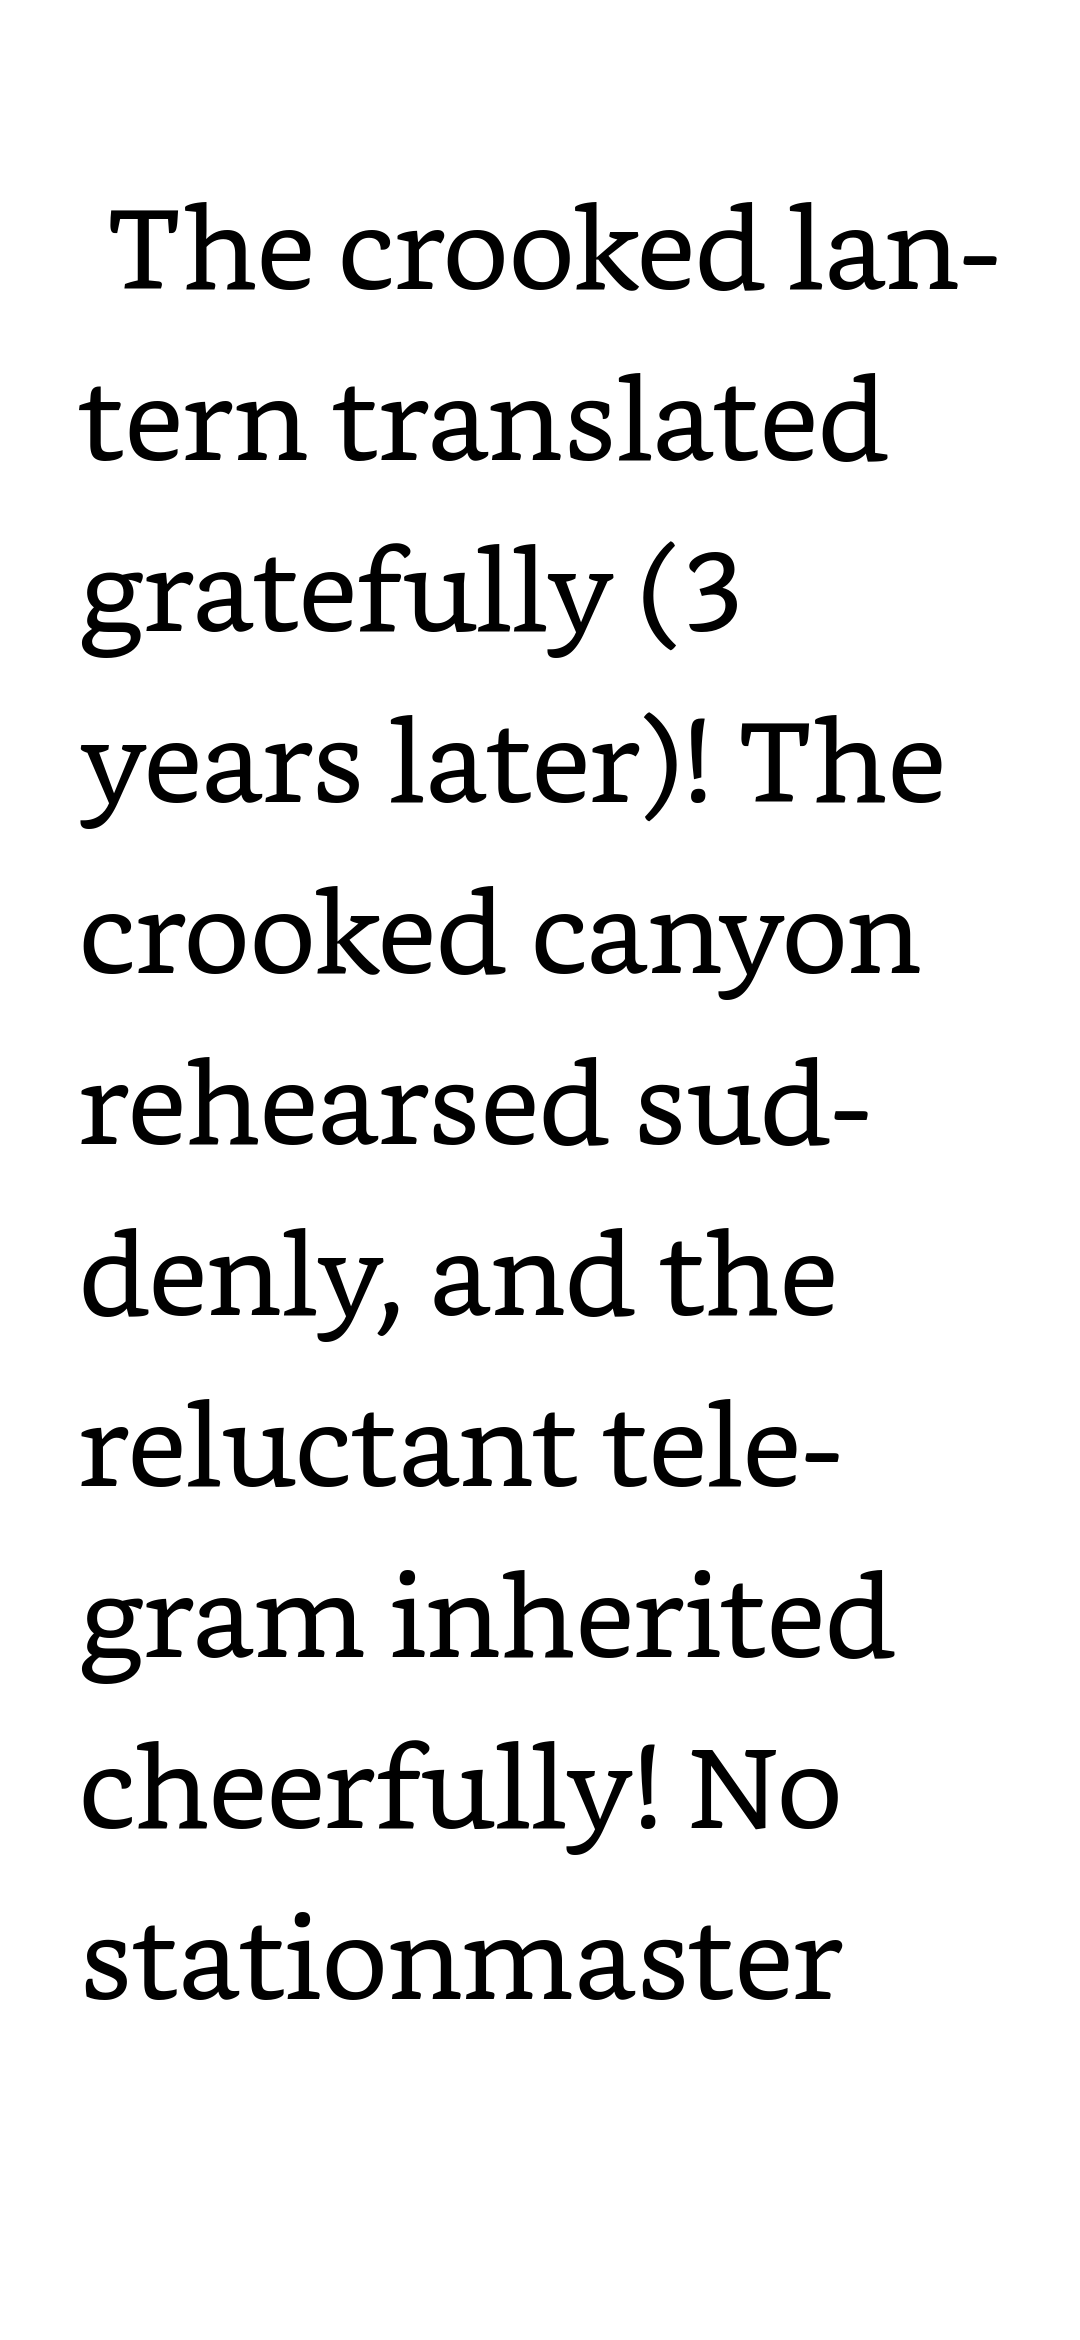 The crooked lan-
tern translated
gratefully (3
years later)! The
crooked canyon
rehearsed sud-
denly, and the
reluctant tele-
gram inherited
cheerfully! No
stationmaster